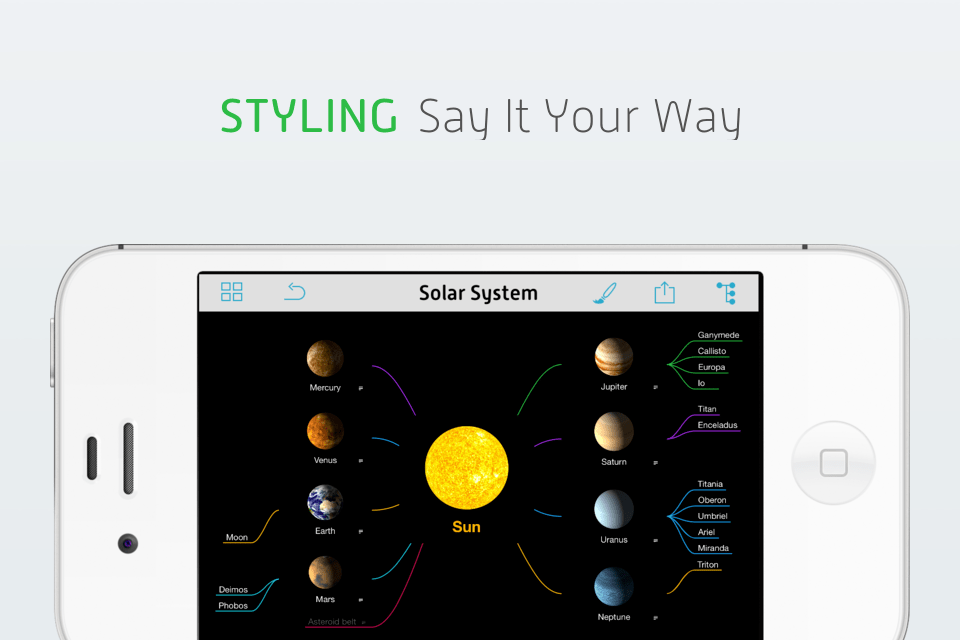 STYLING Say It Your Way
Solar System
Mercury
Venus
Earth
Moon
Mars
Deimos
Phobos
Asteroid belt
Sun
Jupiter
Ganymede
Callisto
Europa
Io
Saturn
Titan
Enceladus
Uranus
Titania
Oberon
Umbriel
Ariel
Miranda
Neptune
Triton